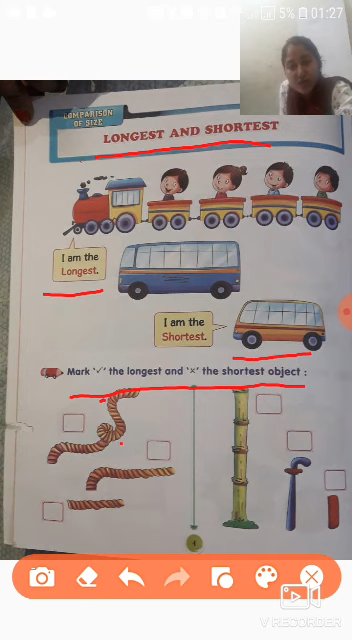 5% 01:27
COMPARISON
OF SIZE
LONGEST AND SHORTEST
I am the
Longest.
I am the
Shortest.
Mark '✓' the longest and '×' the shortest object :
4
V RECORDER